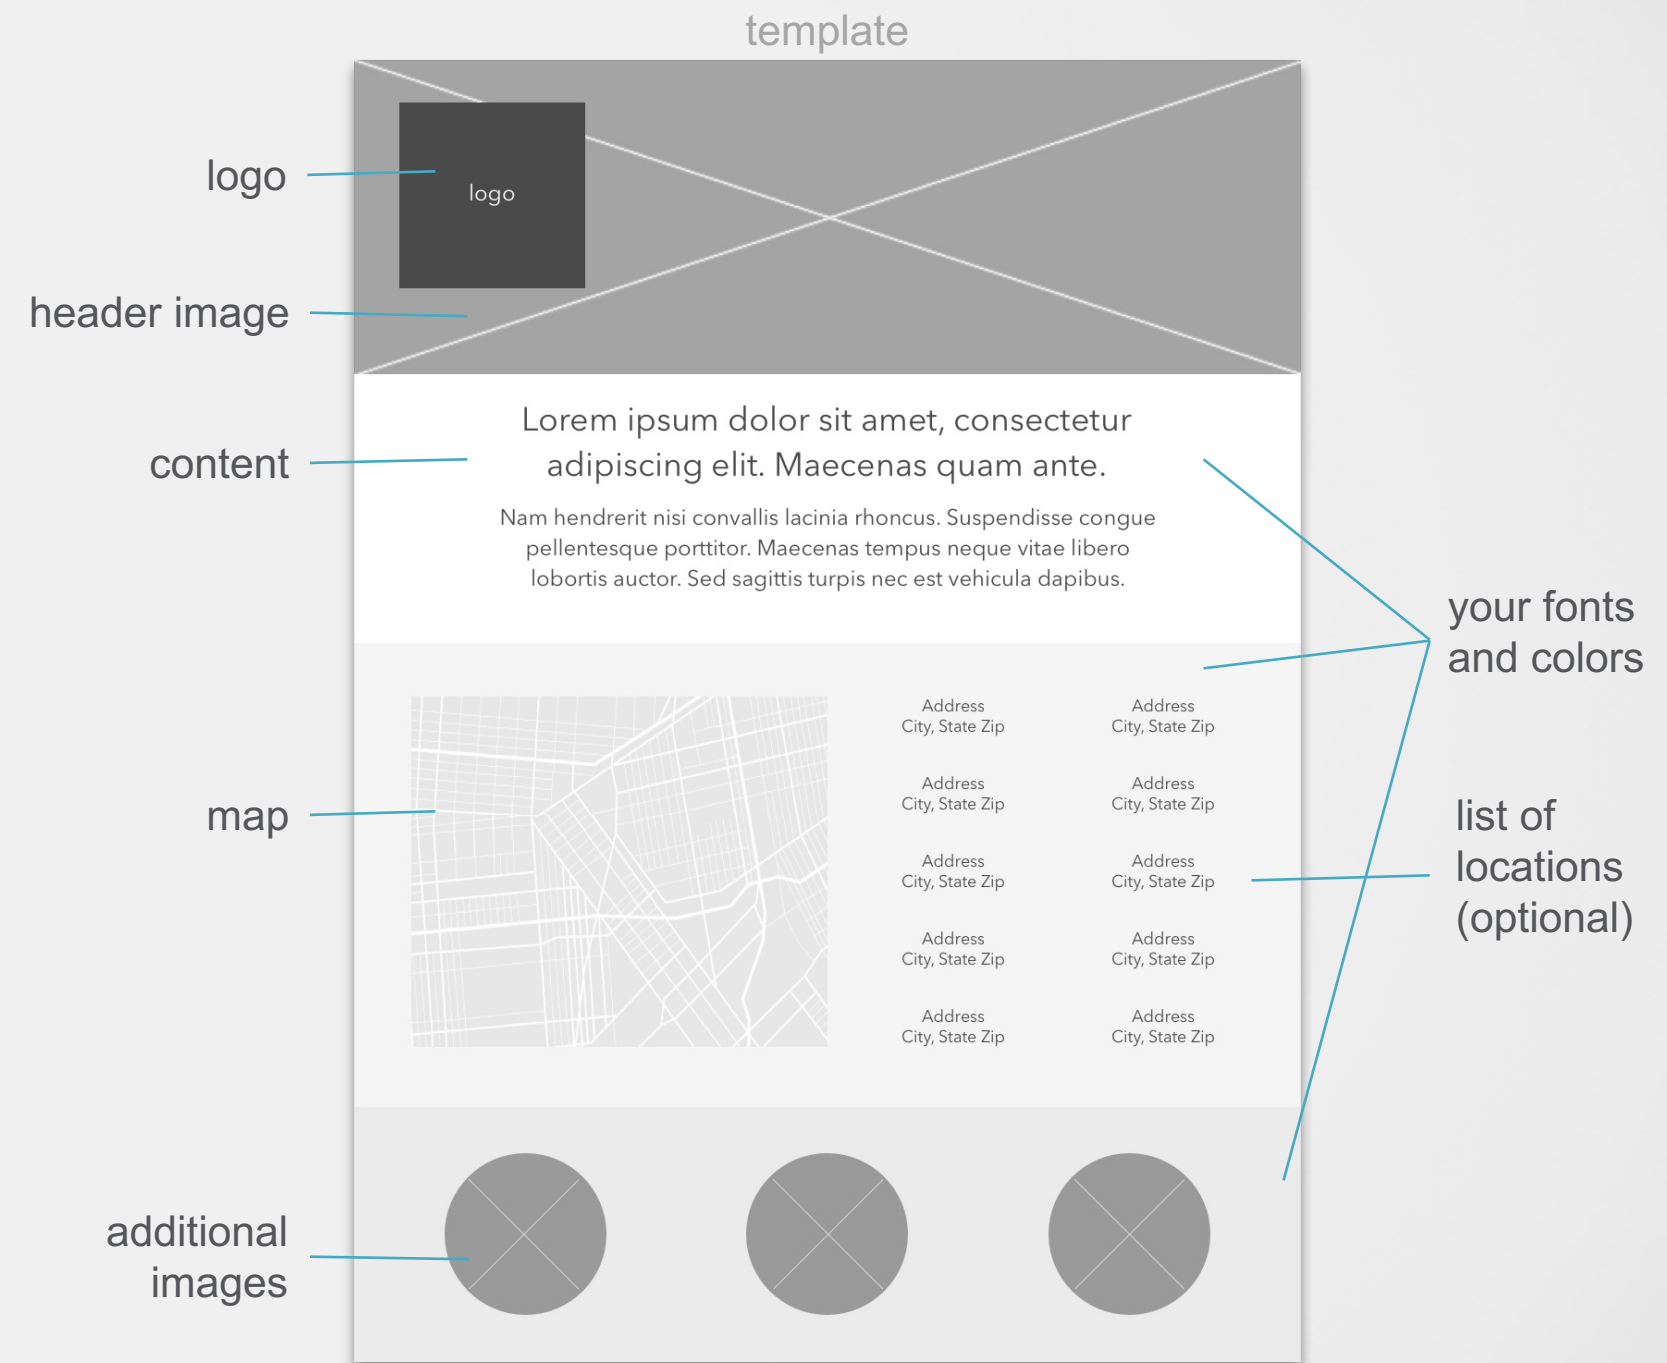 template
logo
logo
header image
content
Lorem ipsum dolor sit amet, consectetur
adipiscing elit. Maecenas quam ante.
Nam hendrerit nisi convallis lacinia rhoncus. Suspendisse congue
pellentesque porttitor. Maecenas tempus neque vitae libero
lobortis auctor. Sed sagittis turpis nec est vehicula dapibus.
your fonts
and colors
map
Address
City, State Zip
Address
City, State Zip
Address
City, State Zip
Address
City, State Zip
Address
City, State Zip
Address
City, State Zip
Address
City, State Zip
Address
City, State Zip
Address
City, State Zip
Address
City, State Zip
list of
locations
(optional)
additional
images